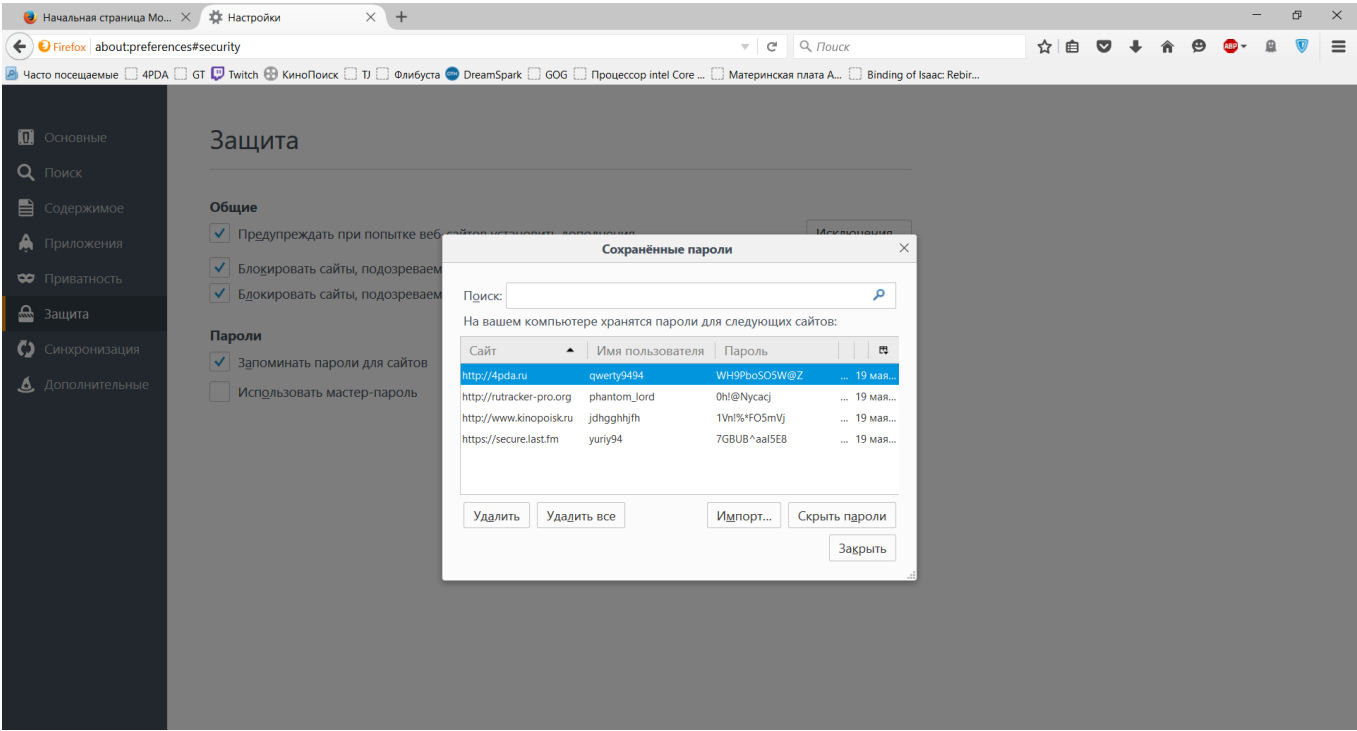 Начальная страница Mo... Настройки
Firefox about:preferences#security Поиск ABP
Часто посещаемые 4PDA GT Twitch КиноПоиск TJ Флибуста DreamSpark GOG Процессор intel Core ... Материнская плата A... Binding of Isaac: Rebir...
Основные
Поиск
Содержимое
Приложения
Приватность
Защита
Синхронизация
Дополнительные
Защита
Общие
Предупреждать при попытке веб-сайтов установить дополнения Исключения
Блокировать сайты, подозреваем
Блокировать сайты, подозреваем
Пароли
Запоминать пароли для сайтов
Использовать мастер-пароль
Сохранённые пароли
Поиск:
На вашем компьютере хранятся пароли для следующих сайтов:
Сайт Имя пользователя Пароль
http://4pda.ru qwerty9494 WH9PboSO5W@Z ... 19 мая...
http://rutracker-pro.org phantom_lord 0h!@Nycacj ... 19 мая...
http://www.kinopoisk.ru jdhgghhjfh 1Vn!%*FO5mVj ... 19 мая...
https://secure.last.fm yuriy94 7GBUB^aaI5E8 ... 19 мая...
Удалить Удалить все Импорт... Скрыть пароли
Закрыть